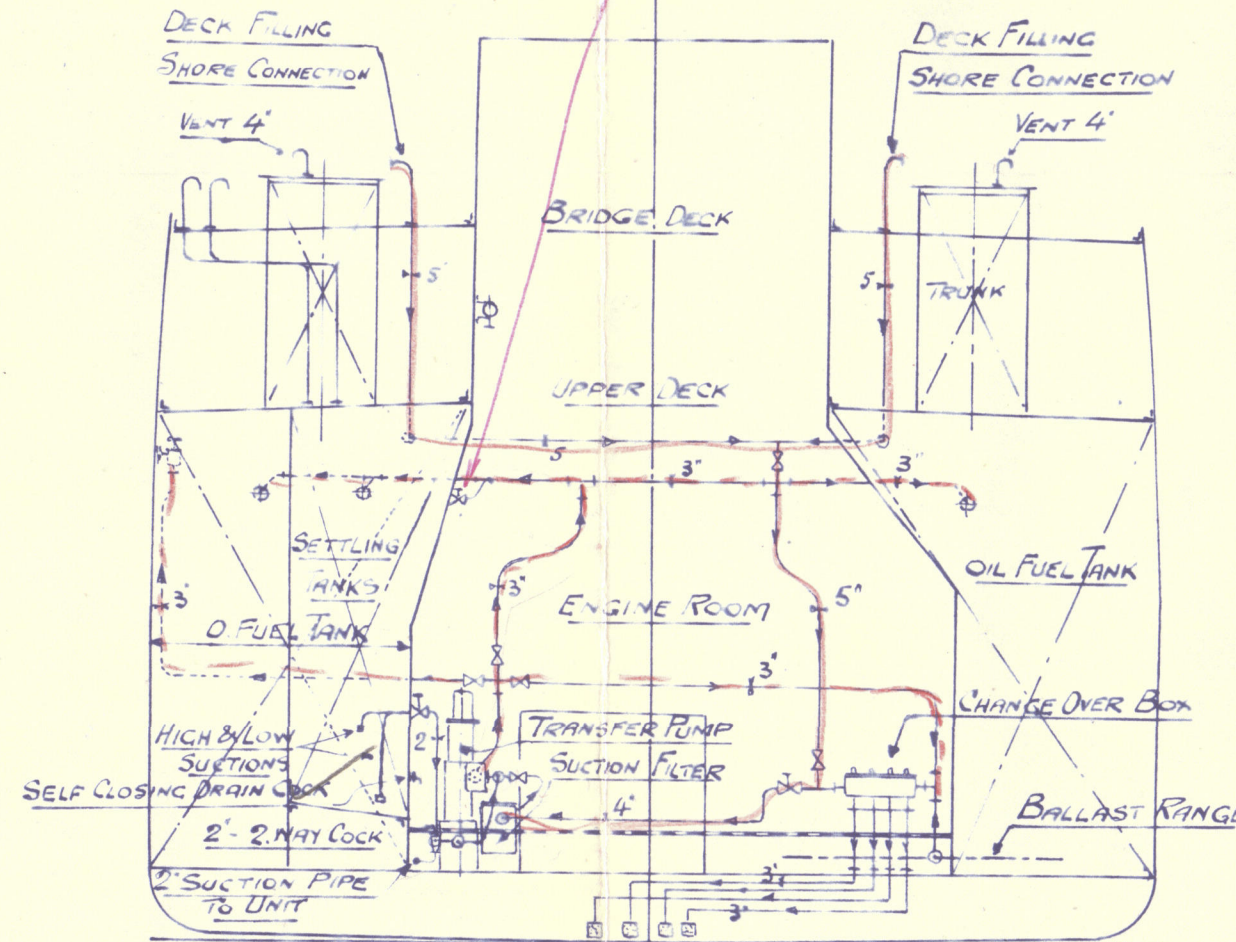 DECK FILLING
SHORE CONNECTION
VENT 4"
DECK FILLING
SHORE CONNECTION
VENT 4"
BRIDGE DECK
5"
5
TRUNK
UPPER DECK
5
3"
3"
SETTLING
TANKS
O. FUEL TANK
3"
3"
ENGINE ROOM
5"
OIL FUEL TANK
3"
CHANGE OVER BOX
HIGH & LOW
SUCTIONS
SELF CLOSING DRAIN COCK
2"- 2.WAY COCK
2" SUCTION PIPE
TO UNIT
2"
TRANSFER PUMP
SUCTION FILTER
4"
BALLAST RANGE
3"
3"